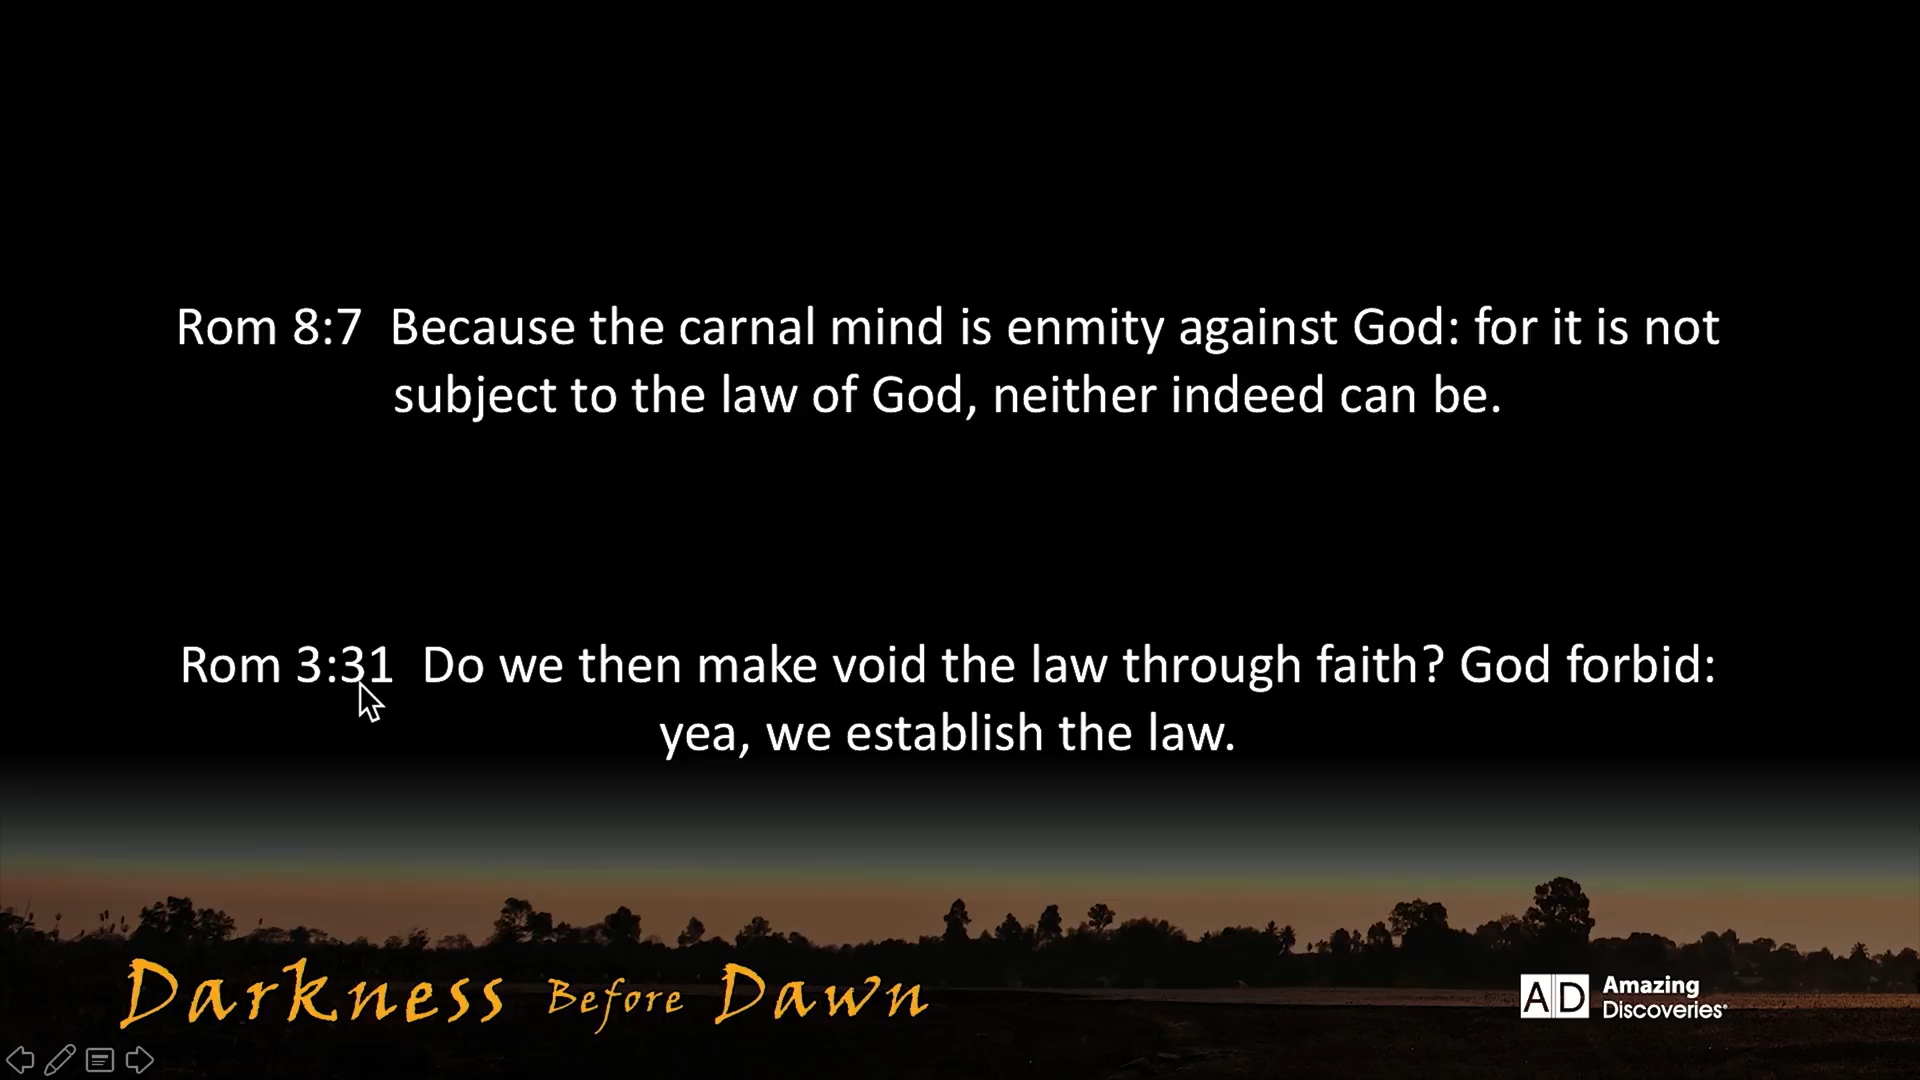 Rom 8:7  Because the carnal mind is enmity against God: for it is not
subject to the law of God, neither indeed can be.
Rom 3:31  Do we then make void the law through faith? God forbid:
yea, we establish the law.
Darkness Before Dawn
AD Amazing
Discoveries®